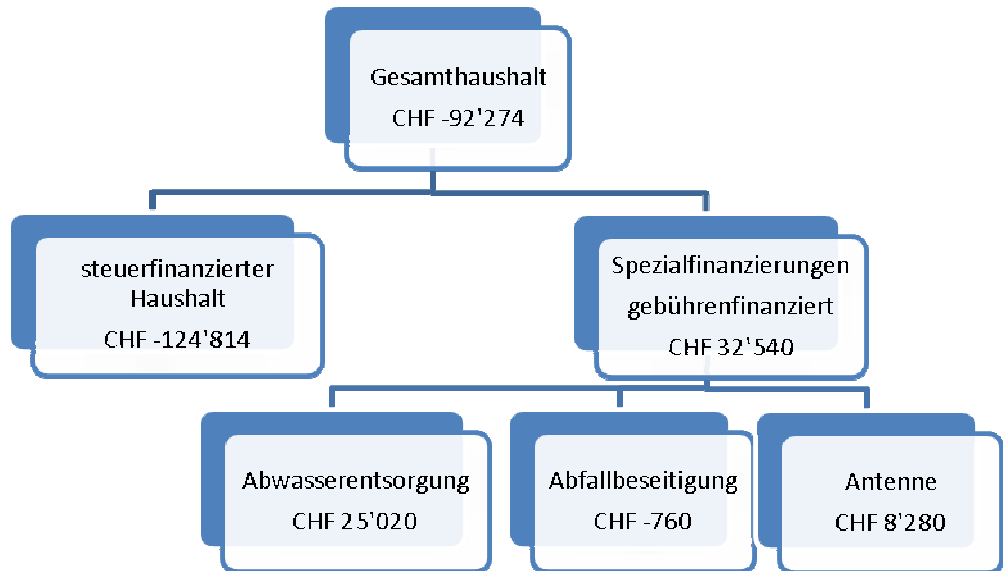 Gesamthaushalt
CHF -92'274
steuerfinanzierter
Haushalt
CHF -124'814
Spezialfinanzierungen
gebührenfinanziert
CHF 32'540
Abwasserentsorgung
CHF 25'020
Abfallbeseitigung
CHF -760
Antenne
CHF 8'280